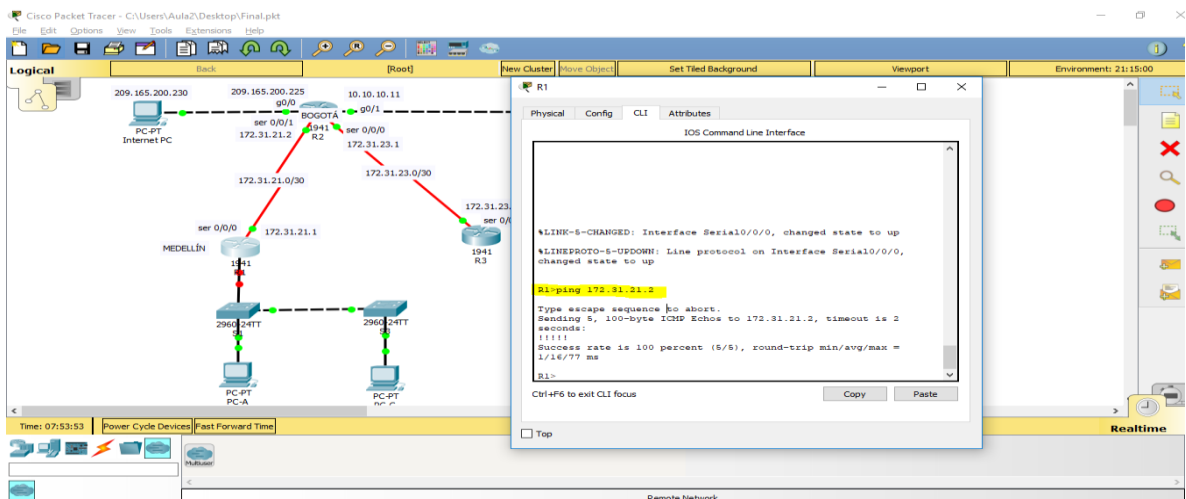 Cisco Packet Tracer - C:\Users\Aula2\Desktop\Final.pkt
File Edit Options View Tools Extensions Help
Logical
Back
[Root]
New Cluster
Move Object
Set Tiled Background
Viewport
Environment: 21:15:00
209.165.200.230
209.165.200.225
10.10.10.11
g0/0
BOGOTÁ
g0/1
PC-PT
Internet PC
ser 0/0/1
172.31.21.2
1941
R2
ser 0/0/0
172.31.23.1
172.31.21.0/30
172.31.23.0/30
172.31.23.
ser 0/0
ser 0/0/0
172.31.21.1
MEDELLÍN
1941
1941
R3
2960-24TT
2960-24TT
PC-PT
PC-A
PC-PT
R1
Physical Config CLI Attributes
IOS Command Line Interface
%LINK-5-CHANGED: Interface Serial0/0/0, changed state to up
%LINEPROTO-5-UPDOWN: Line protocol on Interface Serial0/0/0,
changed state to up
R1>ping 172.31.21.2
Type escape sequence to abort.
Sending 5, 100-byte ICMP Echos to 172.31.21.2, timeout is 2
seconds:
!!!!!
Success rate is 100 percent (5/5), round-trip min/avg/max =
1/16/77 ms
R1>
Ctrl+F6 to exit CLI focus
Copy
Paste
Top
Time: 07:53:53
Power Cycle Devices
Fast Forward Time
Realtime
Multiuser
Remote Network